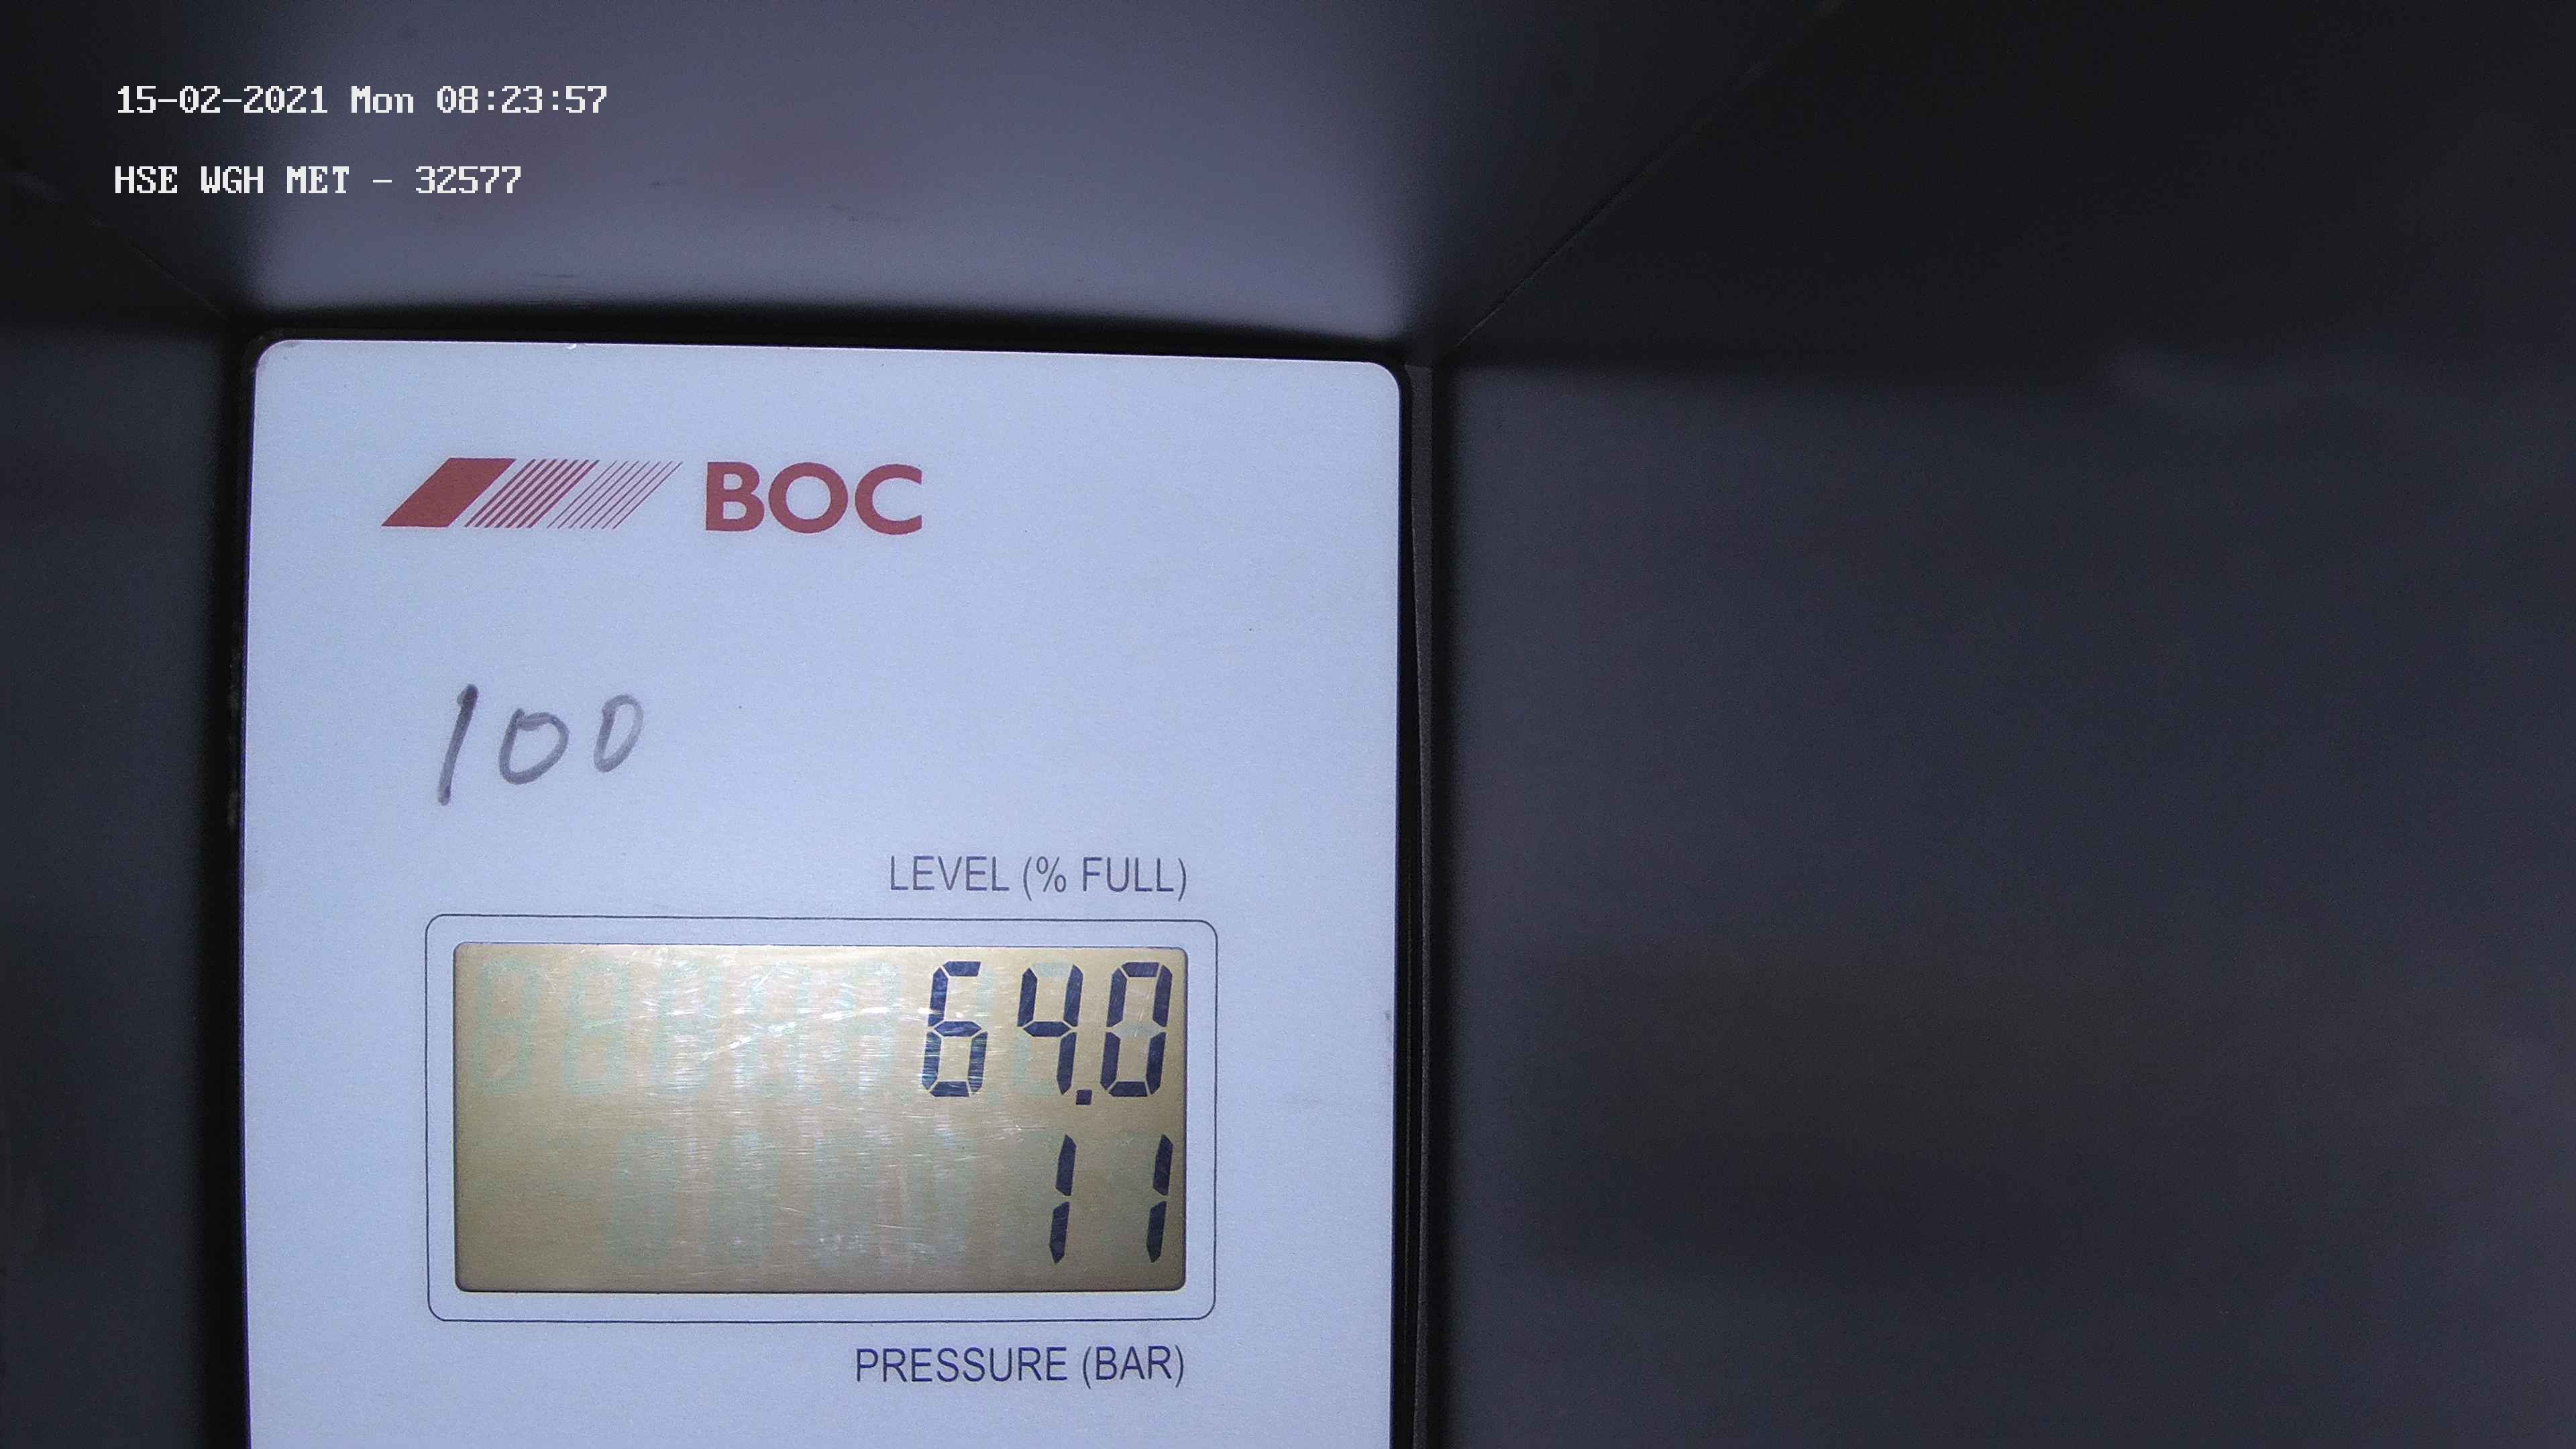 15-02-2021 Mon 08:23:57
HSE WGH MET - 32577
BOC
100
LEVEL (% FULL)
64.0
11
PRESSURE (BAR)